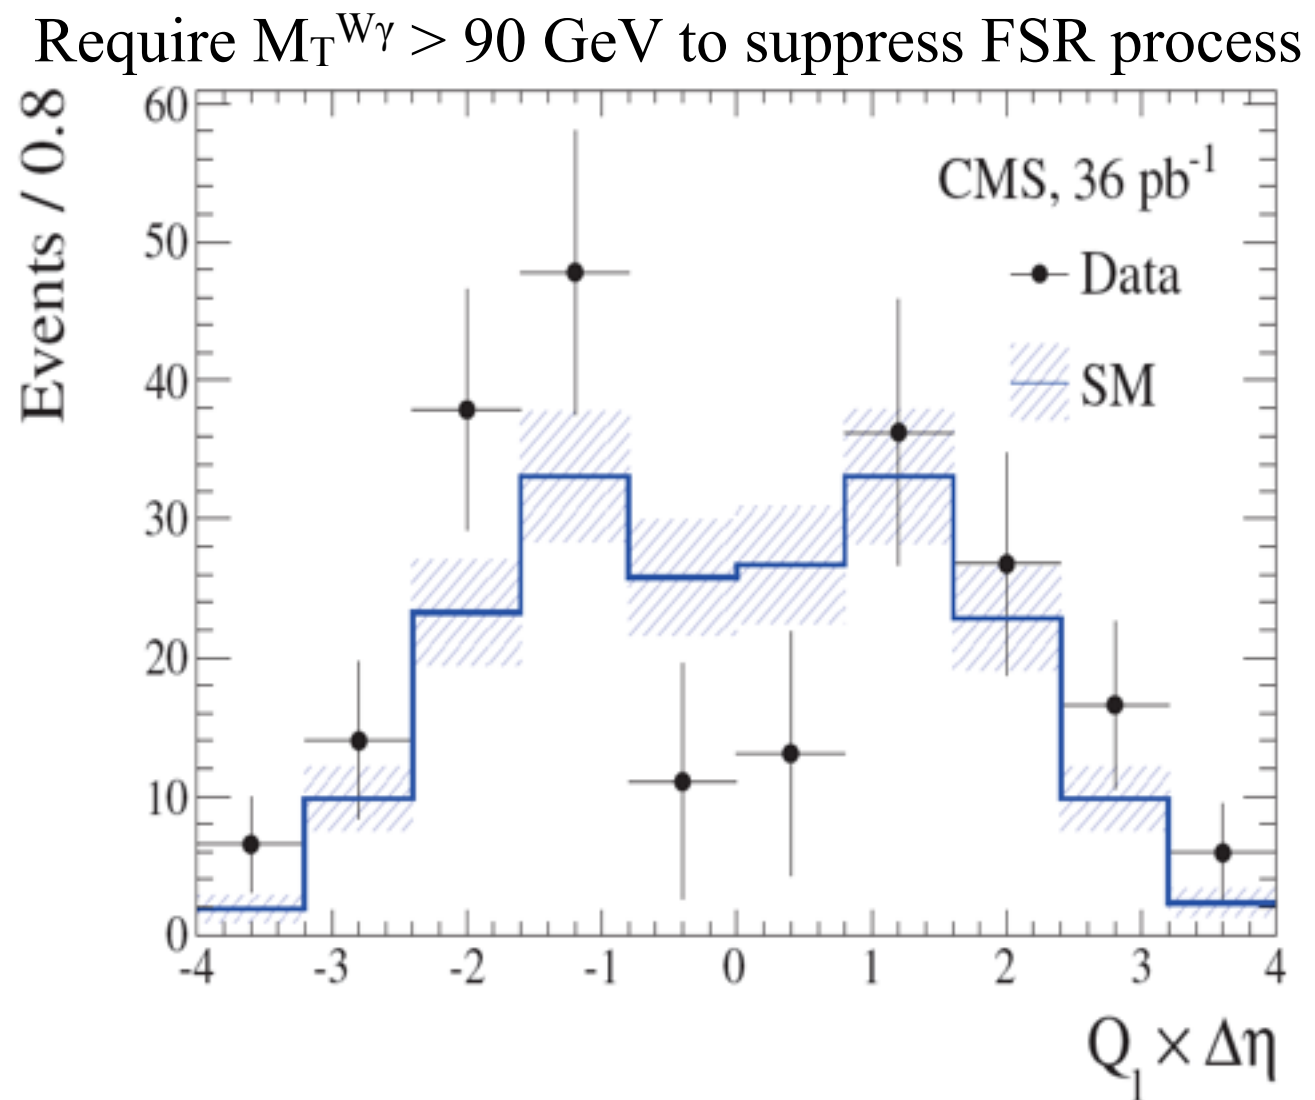 Require M_T^Wγ > 90 GeV to suppress FSR process
Events / 0.8
60
50
40
30
20
10
0
CMS, 36 pb^-1
Data
SM
-4 -3 -2 -1 0 1 2 3 4
Q_l × Δη